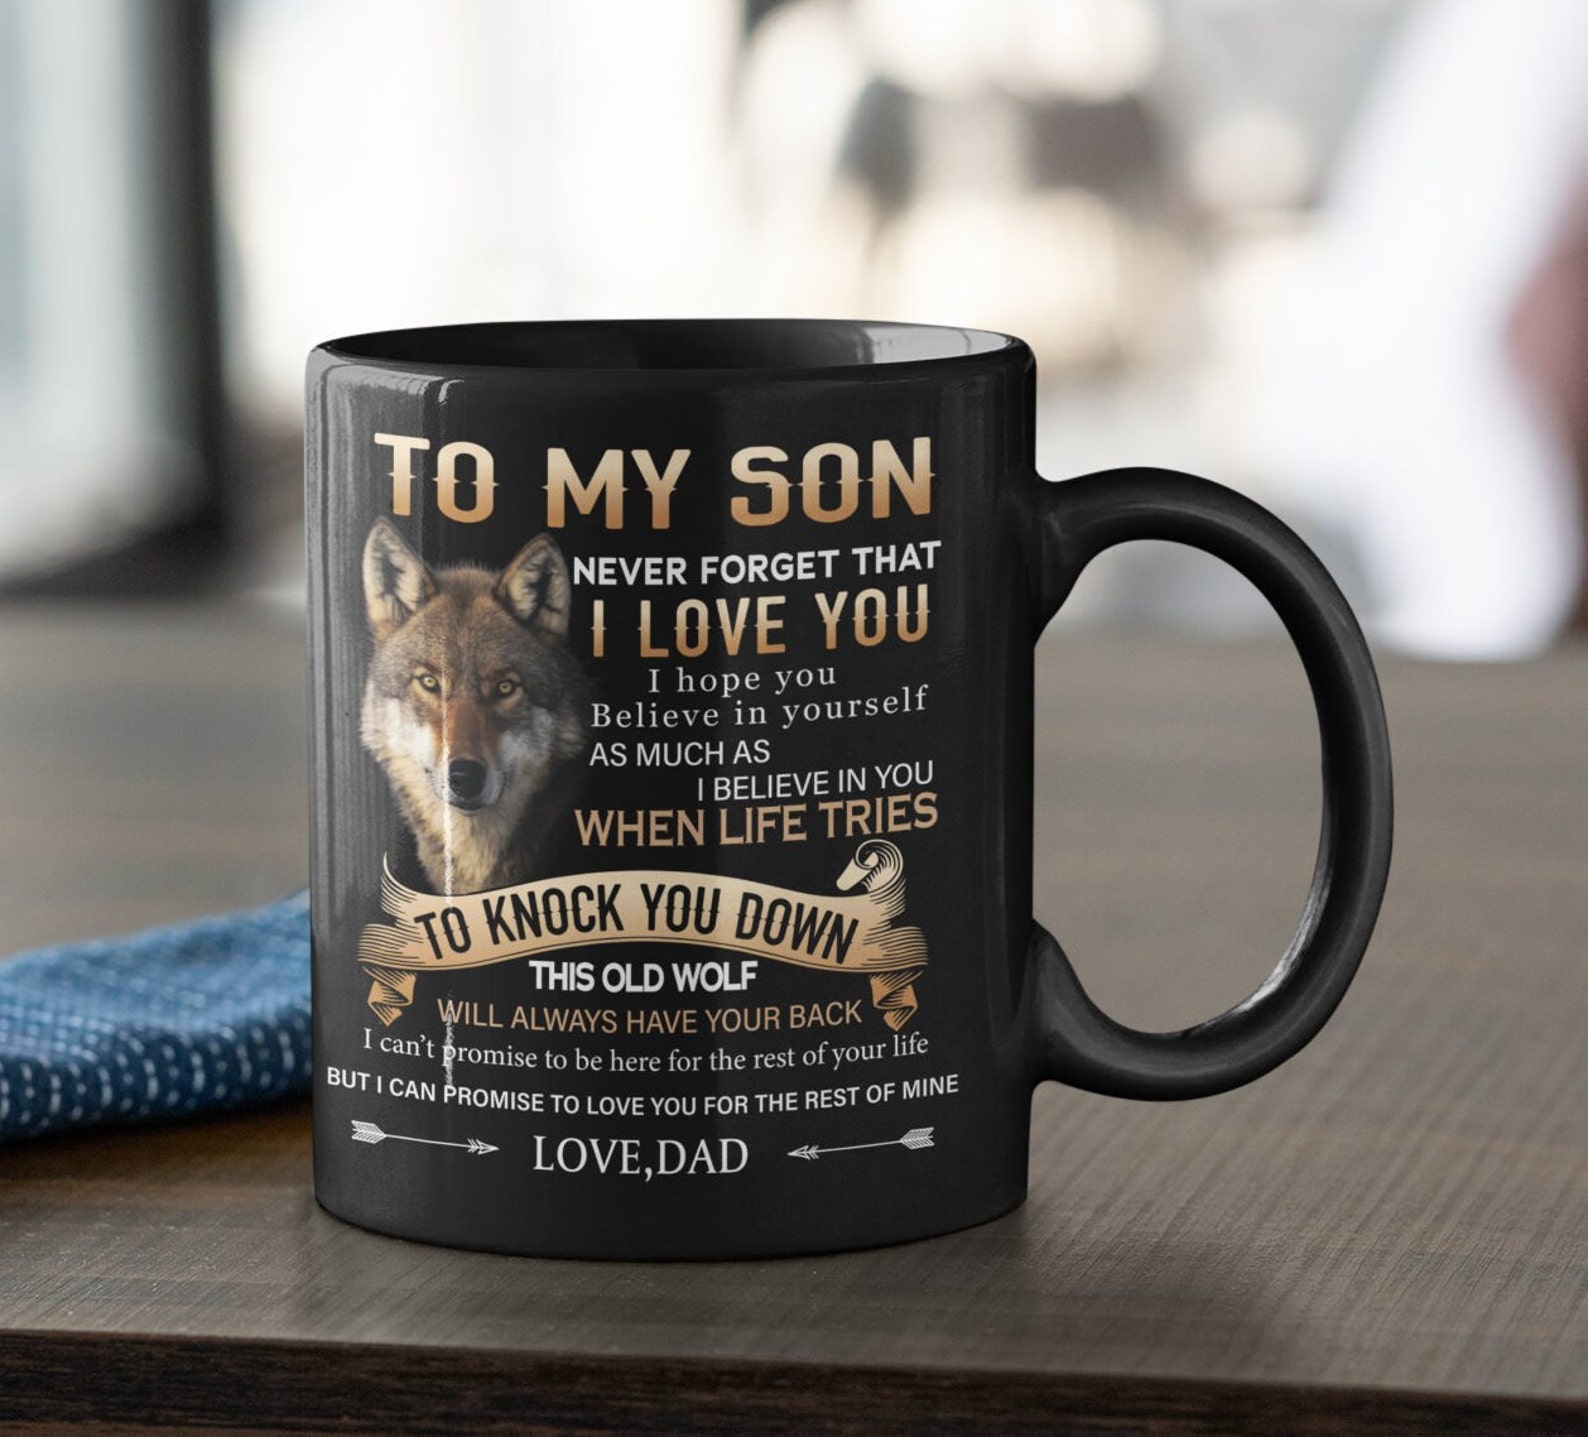 TO MY SON
NEVER FORGET THAT
I LOVE YOU
I hope you
Believe in yourself
AS MUCH AS
I BELIEVE IN YOU
WHEN LIFE TRIES
TO KNOCK YOU DOWN
THIS OLD WOLF
WILL ALWAYS HAVE YOUR BACK
I can't promise to be here for the rest of your life
BUT I CAN PROMISE TO LOVE YOU FOR THE REST OF MINE
LOVE,DAD